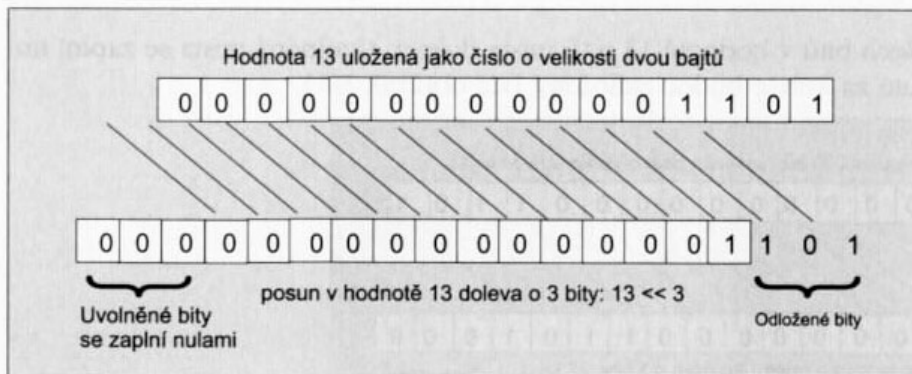 Hodnota 13 uložená jako číslo o velikosti dvou bajtů
0 0 0 0 0 0 0 0 0 0 0 0 1 1 0 1
0 0 0 0 0 0 0 0 0 0 0 0 0 0 0 1 1 0 1
posun v hodnotě 13 doleva o 3 bity: 13 << 3
Uvolněné bity
se zaplní nulami
Odložené bity